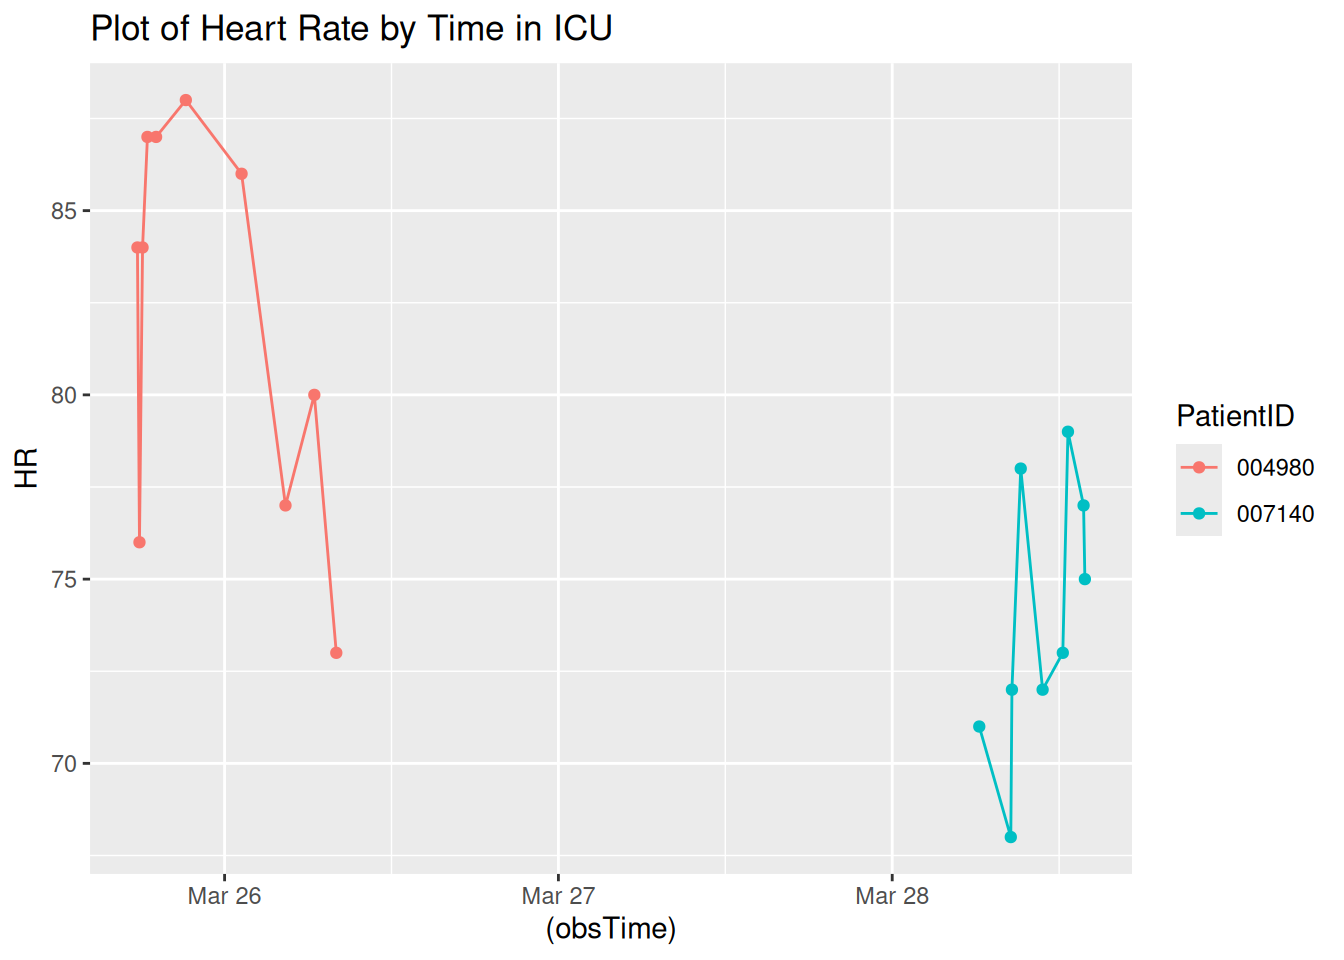 Plot of Heart Rate by Time in ICU
HR
85
80
75
70
Mar 26
Mar 27
Mar 28
(obsTime)
PatientID
004980
007140